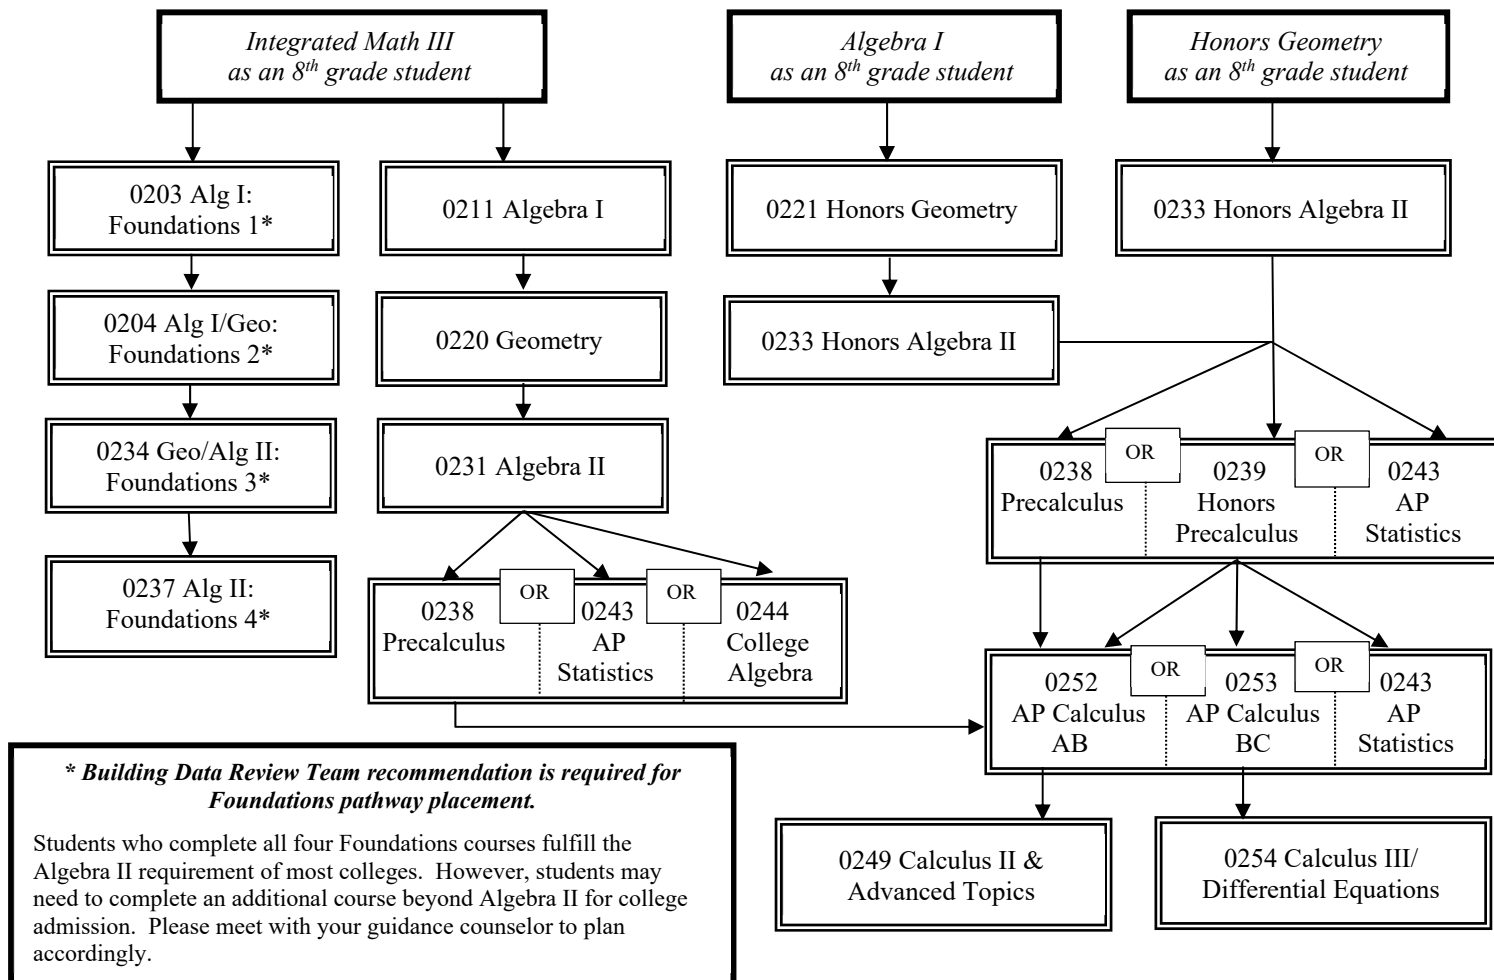 Integrated Math III
as an 8th grade student
Algebra I
as an 8th grade student
Honors Geometry
as an 8th grade student
0203 Alg I:
Foundations 1*
0211 Algebra I
0221 Honors Geometry
0233 Honors Algebra II
0204 Alg I/Geo:
Foundations 2*
0220 Geometry
0233 Honors Algebra II
0234 Geo/Alg II:
Foundations 3*
0231 Algebra II
0238
Precalculus
OR
0239
Honors
Precalculus
OR
0243
AP
Statistics
0237 Alg II:
Foundations 4*
0238
Precalculus
OR
0243
AP
Statistics
OR
0244
College
Algebra
0252
AP Calculus
AB
OR
0253
AP Calculus
BC
OR
0243
AP
Statistics
* Building Data Review Team recommendation is required for
Foundations pathway placement.
Students who complete all four Foundations courses fulfill the
Algebra II requirement of most colleges.  However, students may
need to complete an additional course beyond Algebra II for college
admission.  Please meet with your guidance counselor to plan
accordingly.
0249 Calculus II &
Advanced Topics
0254 Calculus III/
Differential Equations